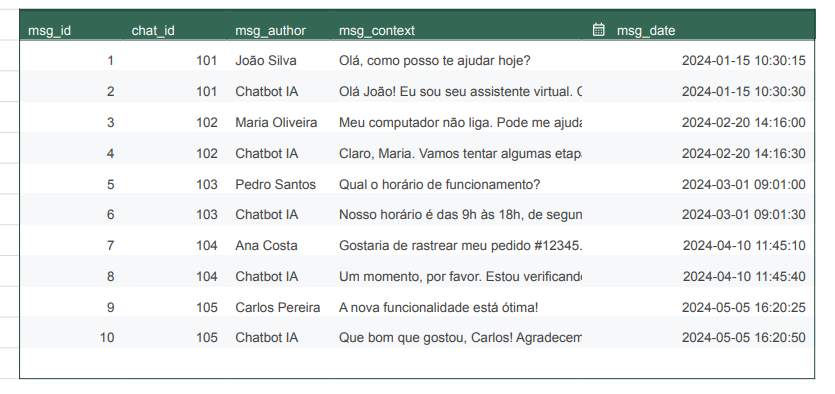 msg_id chat_id msg_author msg_context msg_date
1 101 João Silva Olá, como posso te ajudar hoje? 2024-01-15 10:30:15
2 101 Chatbot IA Olá João! Eu sou seu assistente virtual. 2024-01-15 10:30:30
3 102 Maria Oliveira Meu computador não liga. Pode me ajuda 2024-02-20 14:16:00
4 102 Chatbot IA Claro, Maria. Vamos tentar algumas etap 2024-02-20 14:16:30
5 103 Pedro Santos Qual o horário de funcionamento? 2024-03-01 09:01:00
6 103 Chatbot IA Nosso horário é das 9h às 18h, de segun 2024-03-01 09:01:30
7 104 Ana Costa Gostaria de rastrear meu pedido #12345. 2024-04-10 11:45:10
8 104 Chatbot IA Um momento, por favor. Estou verificand 2024-04-10 11:45:40
9 105 Carlos Pereira A nova funcionalidade está ótima! 2024-05-05 16:20:25
10 105 Chatbot IA Que bom que gostou, Carlos! Agradecem 2024-05-05 16:20:50